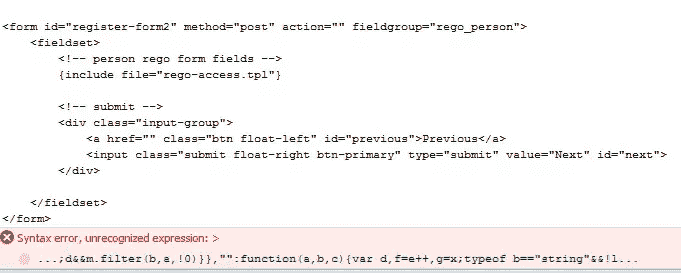 <form id="register-form2" method="post" action="" fieldgroup="rego_person">
<fieldset>
<!-- person rego form fields -->
{include file="rego-access.tpl"}
<!-- submit -->
<div class="input-group">
<a href="" class="btn float-left" id="previous">Previous</a>
<input class="submit float-right btn-primary" type="submit" value="Next" id="next">
</div>
</fieldset>
</form>
Syntax error, unrecognized expression: >
...;d&&m.filter(b,a,!0)}},"":function(a,b,c){var d,f=e++,g=x;typeof b=="string"&&!l...